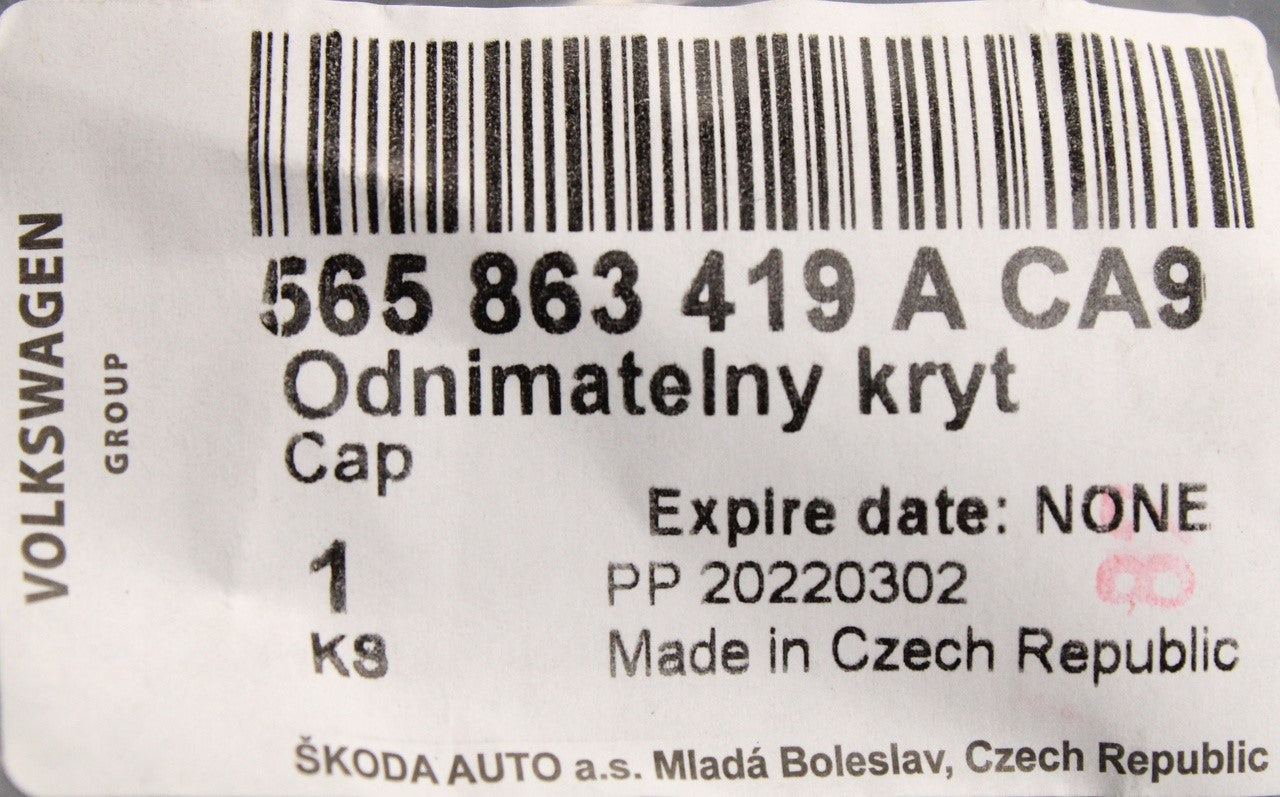 VOLKSWAGEN
GROUP
565 863 419 A CA9
Odnimatelny kryt
Cap
Expire date: NONE
1
PP 20220302
KS
Made in Czech Republic
ŠKODA AUTO a.s. Mladá Boleslav, Czech Republic